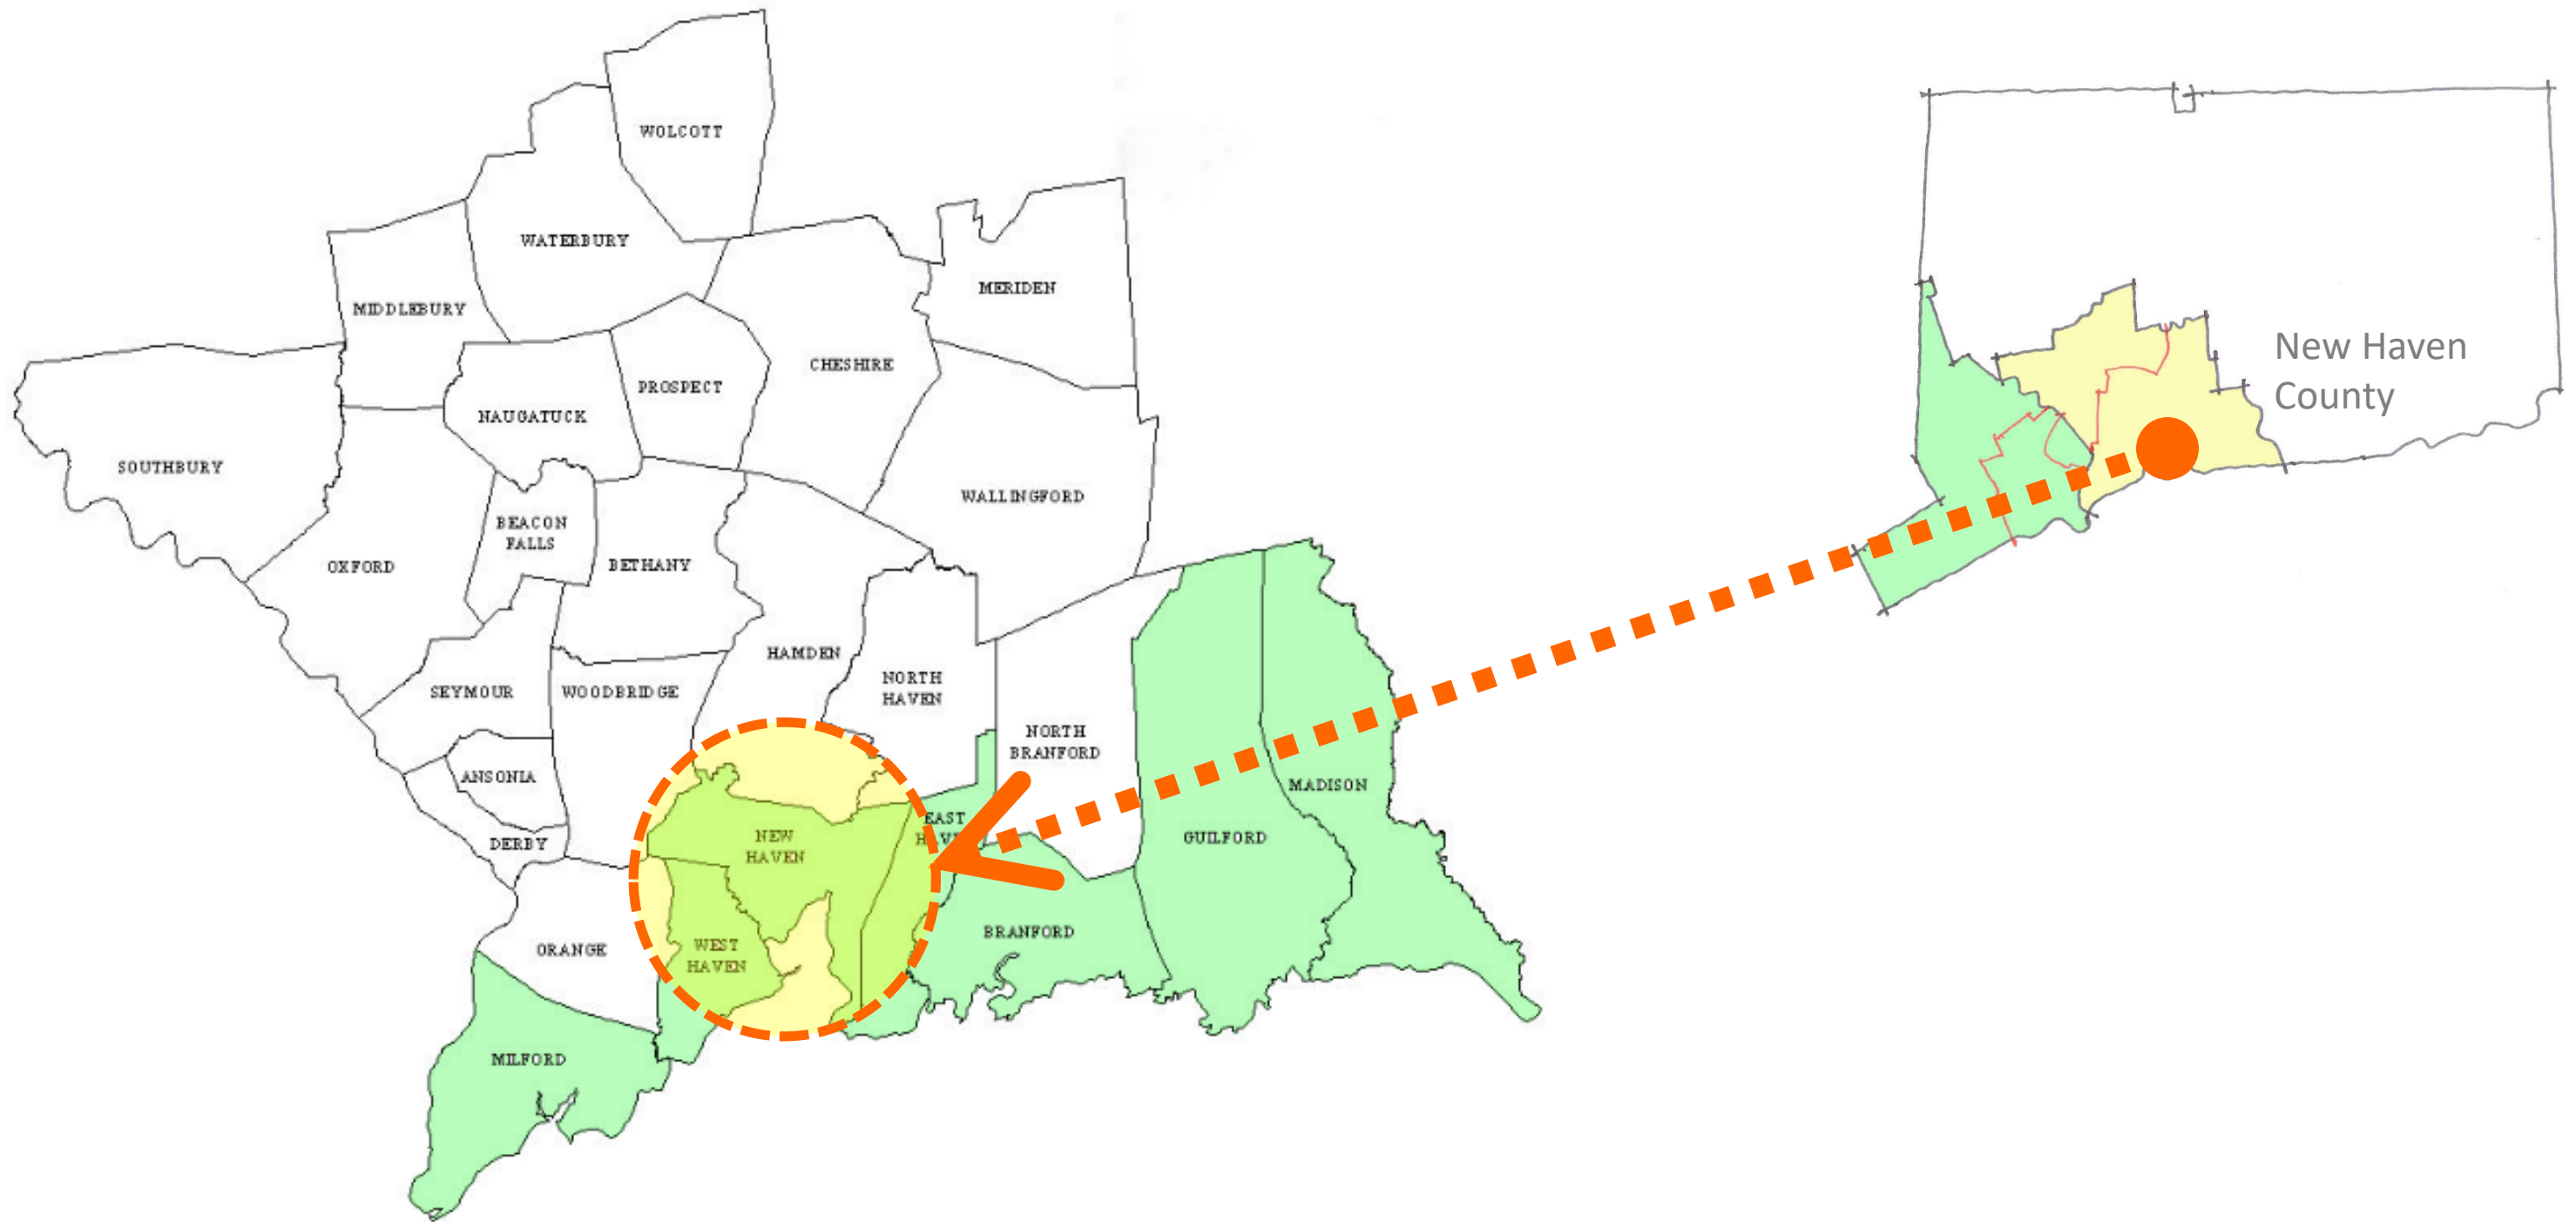 WOLCOTT
WATERBURY
MERIDEN
MIDDLEBURY
New Haven
County
CHESHIRE
PROSPECT
NAUGATUCK
SOUTHBURY
WALLINGFORD
BEACON
FALLS
OXFORD
BETHANY
HAMDEN
NORTH
HAVEN
SEYMOUR
WOODBRIDGE
NORTH
BRANFORD
ANSONIA
MADISON
EAST
NEW
HAVEN
DERBY
GUILFORD
BRANFORD
WEST
HAVEN
ORANGE
MILFORD